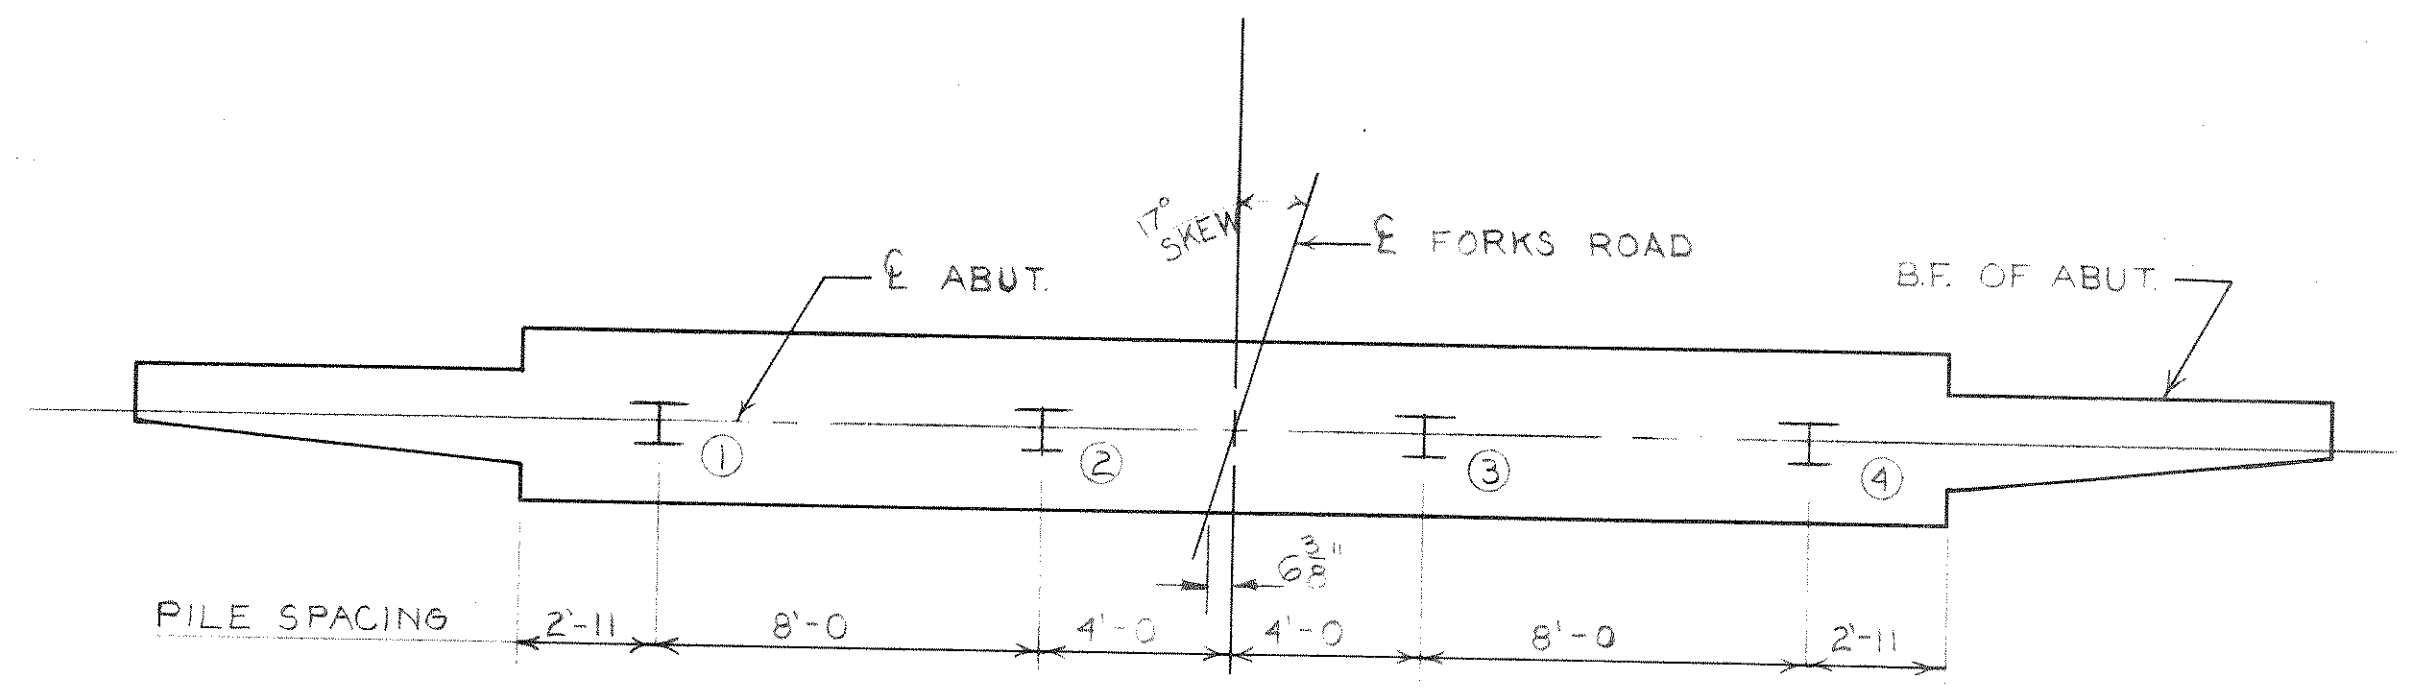 17°
SKEW
℄ FORKS ROAD
℄ ABUT.
B.F. OF ABUT.
1
2
3
4
6 3/8"
PILE SPACING
2'-11
8'-0
4'-0
4'-0
8'-0
2'-11